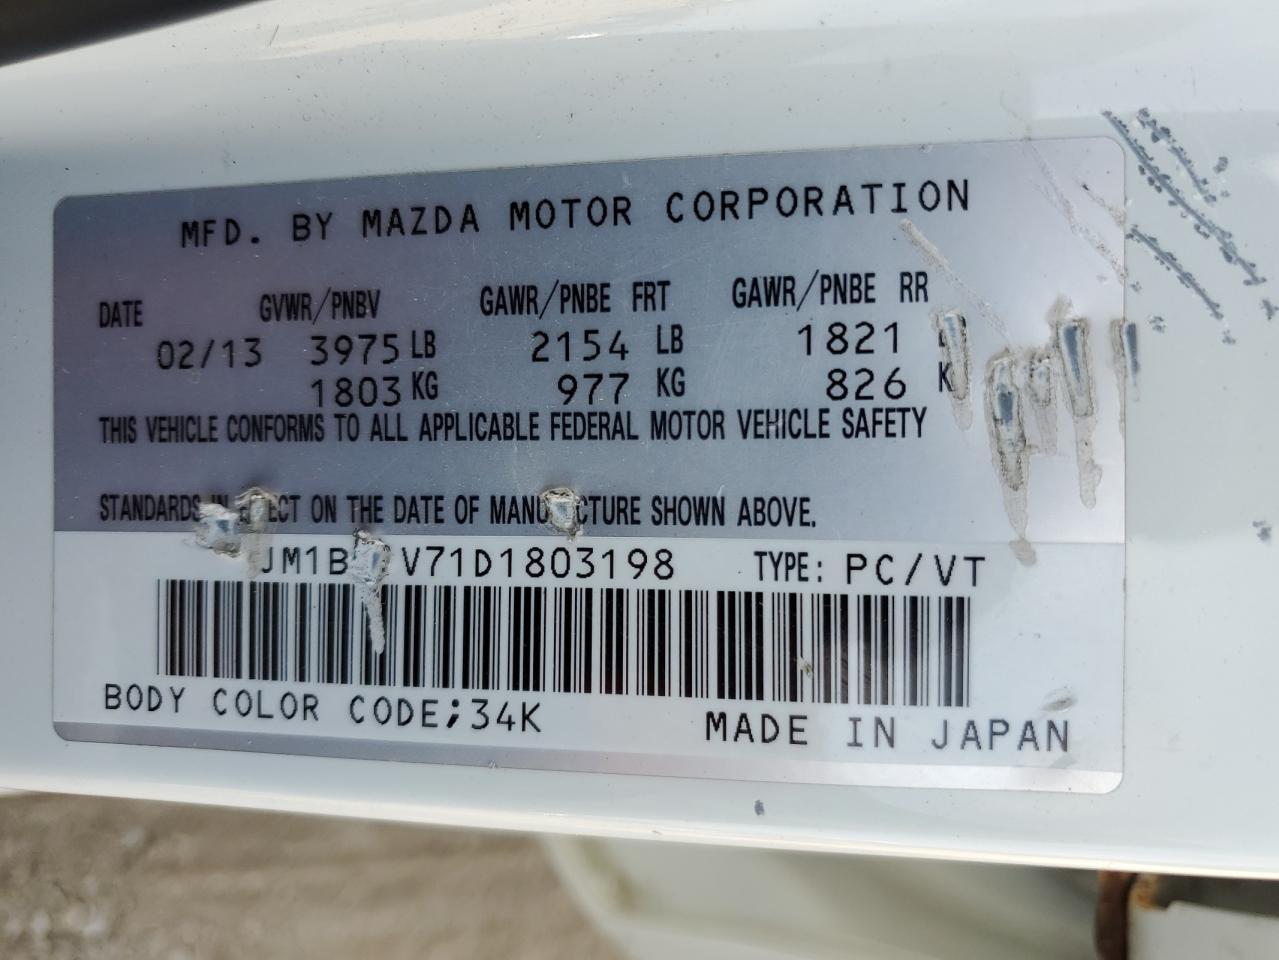 MFD. BY MAZDA MOTOR CORPORATION
DATE GVWR/PNBV GAWR/PNBE FRT GAWR/PNBE RR
02/13 3975 LB 2154 LB 1821
1803 KG 977 KG 826
THIS VEHICLE CONFORMS TO ALL APPLICABLE FEDERAL MOTOR VEHICLE SAFETY
STANDARDS IN ON THE DATE OF SHOWN ABOVE.
TYPE: PC/VT
BODY COLOR CODE;34K MADE IN JAPAN